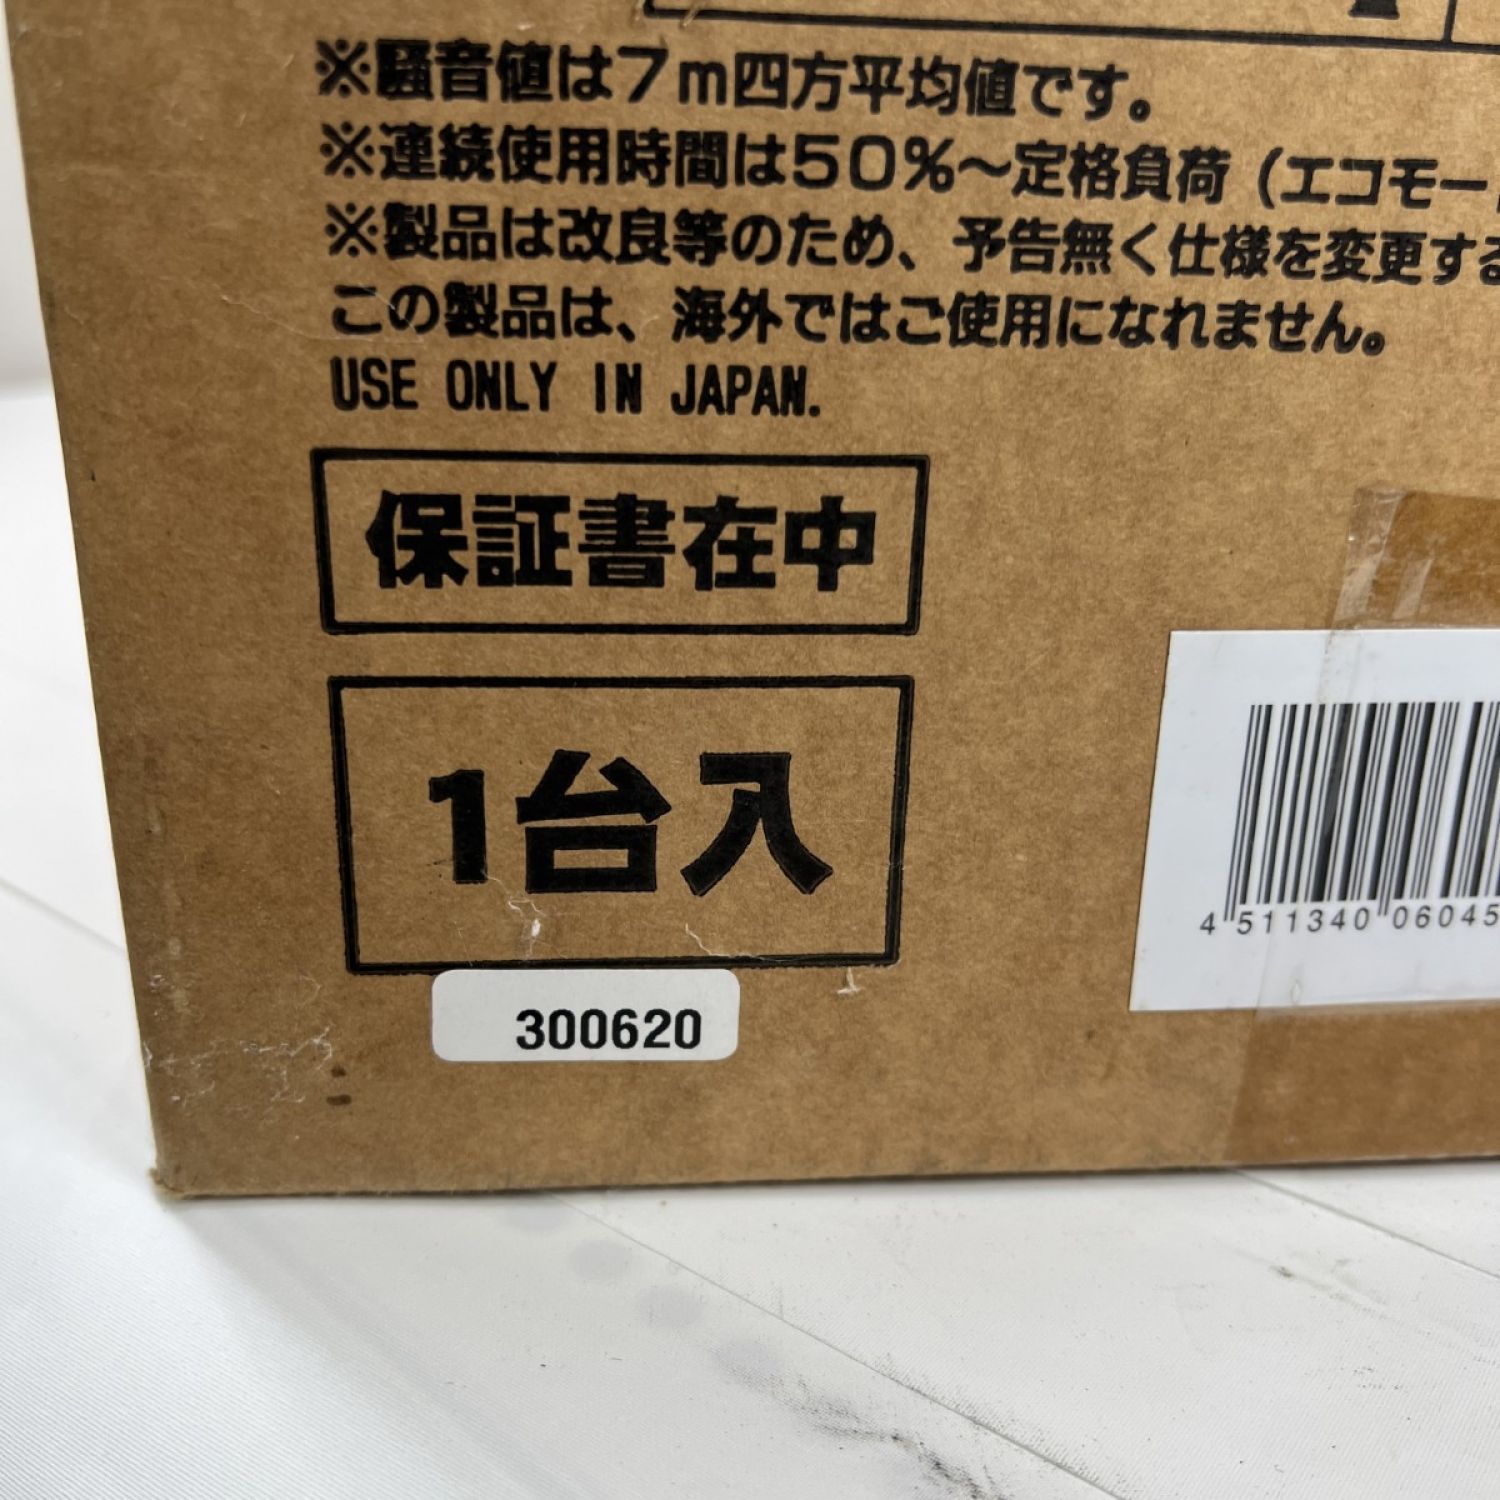 ※騒音値は7m四方平均値です。
※連続使用時間は50%～定格負荷(エコモー
※製品は改良等のため、予告無く仕様を変更する
この製品は、海外ではご使用になれません。
USE ONLY IN JAPAN.
保証書在中
1台入
4 511340 06045
300620